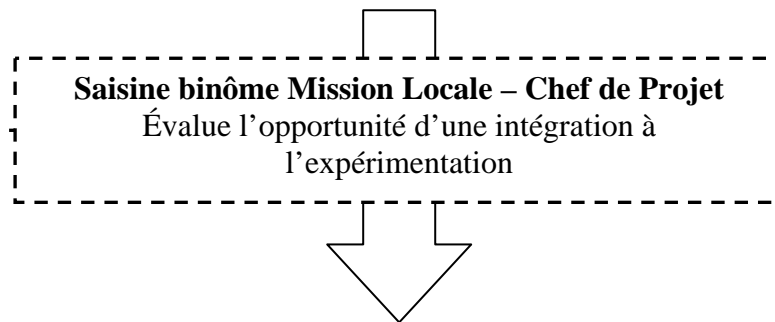 Saisine binôme Mission Locale – Chef de Projet
Évalue l’opportunité d’une intégration à
l’expérimentation